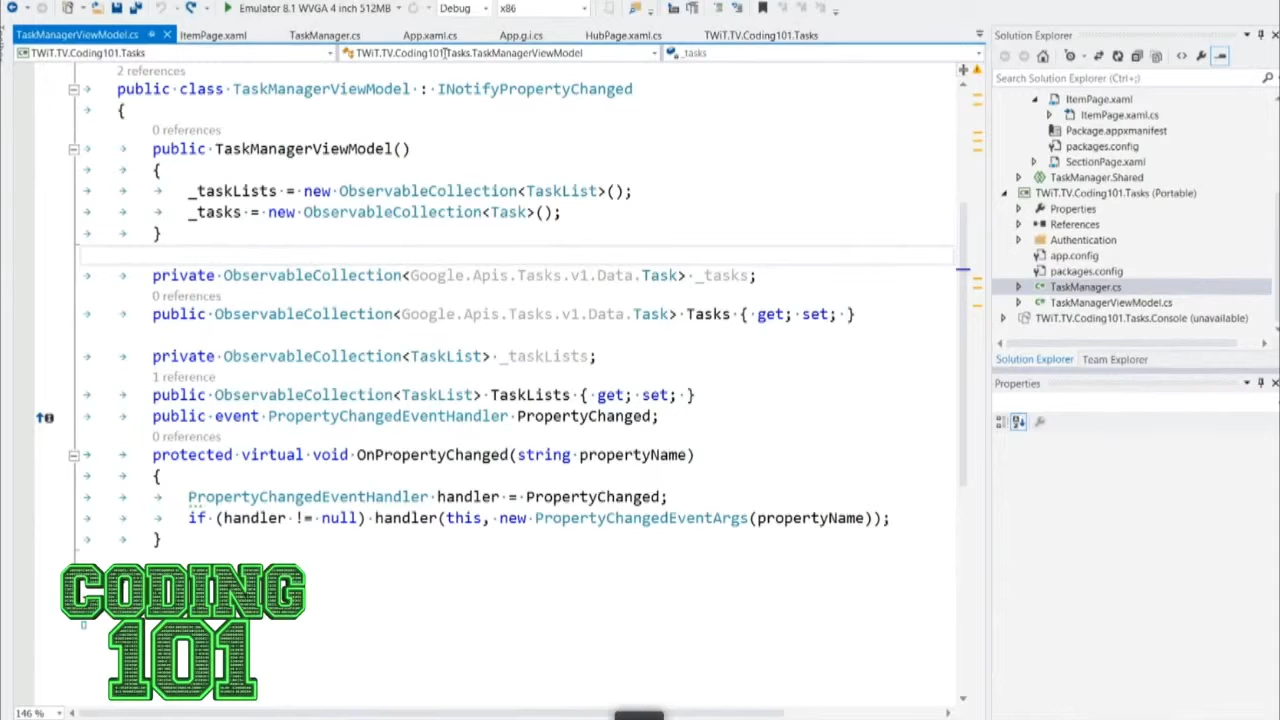 Emulator 8.1 WVGA 4 inch 512MB
Debug
x86
TaskManagerViewModel.cs
ItemPage.xaml
TaskManager.cs
App.xaml.cs
App.g.i.cs
HubPage.xaml.cs
TWiT.TV.Coding101.Tasks
TWiT.TV.Coding101.Tasks
TWiT.TV.Coding101.Tasks.TaskManagerViewModel
_tasks
2 references
public class TaskManagerViewModel : INotifyPropertyChanged
{
0 references
public TaskManagerViewModel()
{
_taskLists = new ObservableCollection<TaskList>();
_tasks = new ObservableCollection<Task>();
}
private ObservableCollection<Google.Apis.Tasks.v1.Data.Task> _tasks;
0 references
public ObservableCollection<Google.Apis.Tasks.v1.Data.Task> Tasks { get; set; }
private ObservableCollection<TaskList> _taskLists;
1 reference
public ObservableCollection<TaskList> TaskLists { get; set; }
public event PropertyChangedEventHandler PropertyChanged;
0 references
protected virtual void OnPropertyChanged(string propertyName)
{
PropertyChangedEventHandler handler = PropertyChanged;
if (handler != null) handler(this, new PropertyChangedEventArgs(propertyName));
}
CODING
101
146 %
Solution Explorer
Search Solution Explorer (Ctrl+;)
ItemPage.xaml
ItemPage.xaml.cs
Package.appxmanifest
packages.config
SectionPage.xaml
TaskManager.Shared
TWiT.TV.Coding101.Tasks (Portable)
Properties
References
Authentication
app.config
packages.config
TaskManager.cs
TaskManagerViewModel.cs
TWiT.TV.Coding101.Tasks.Console (unavailable)
Solution Explorer
Team Explorer
Properties